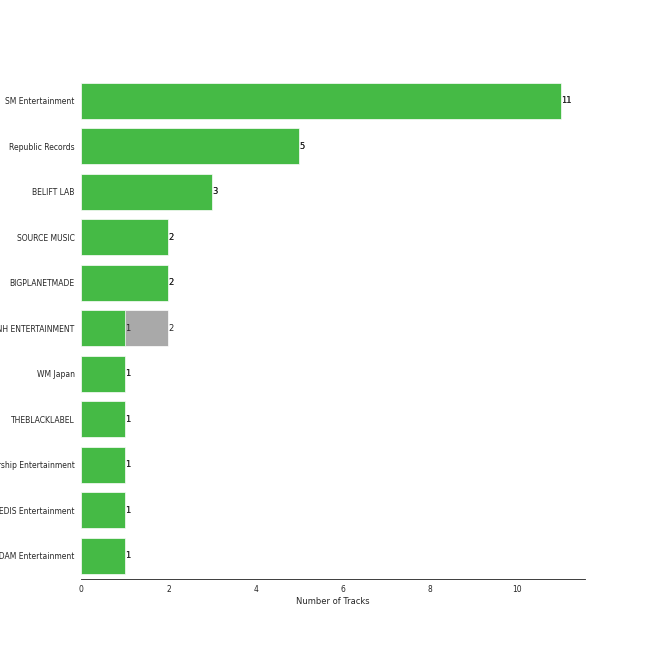 SM Entertainment 11
Republic Records 5
BELIFT LAB 3
SOURCE MUSIC 2
BIGPLANETMADE 2
NH ENTERTAINMENT 1 2
WM Japan 1
THEBLACKLABEL 1
rship Entertainment 1
EDIS Entertainment 1
DAM Entertainment 1
0 2 4 6 8 10
Number of Tracks